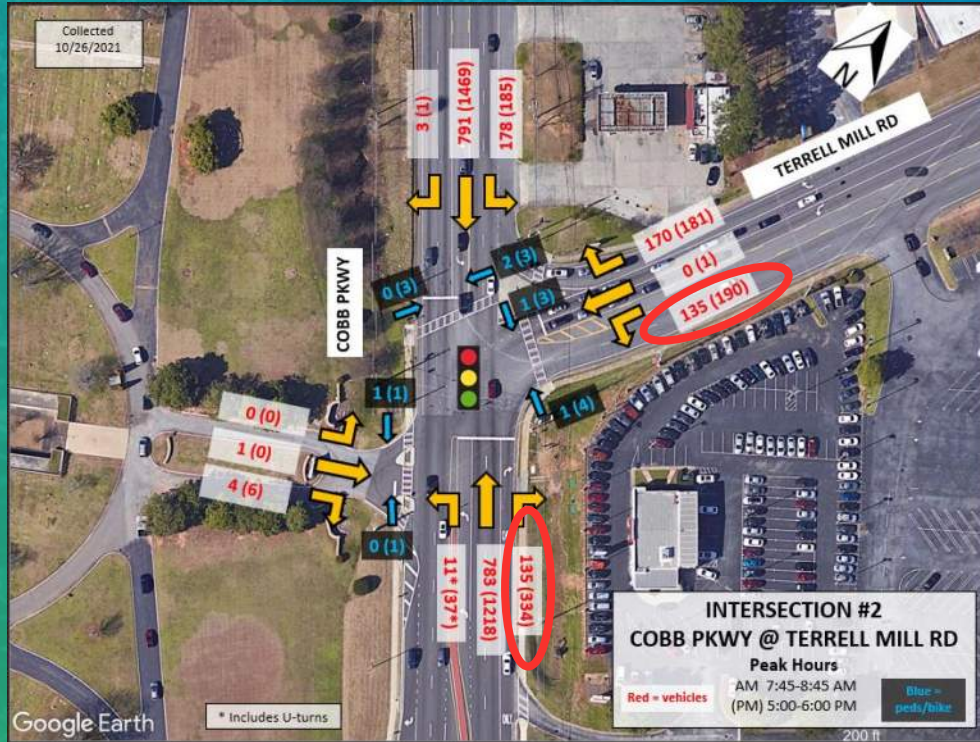 Collected
10/26/2021
3 (1)
791 (1469)
178 (185)
N
TERRELL MILL RD
170 (181)
0 (1)
135 (190)
2 (3)
0 (3)
1 (3)
COBB PKWY
1 (1)
1 (4)
0 (0)
1 (0)
4 (6)
0 (1)
11* (37*)
783 (1218)
135 (334)
INTERSECTION #2
COBB PKWY @ TERRELL MILL RD
Peak Hours
AM 7:45-8:45 AM
(PM) 5:00-6:00 PM
Red = vehicles
Blue =
peds/bike
* Includes U-turns
Google Earth
200 ft